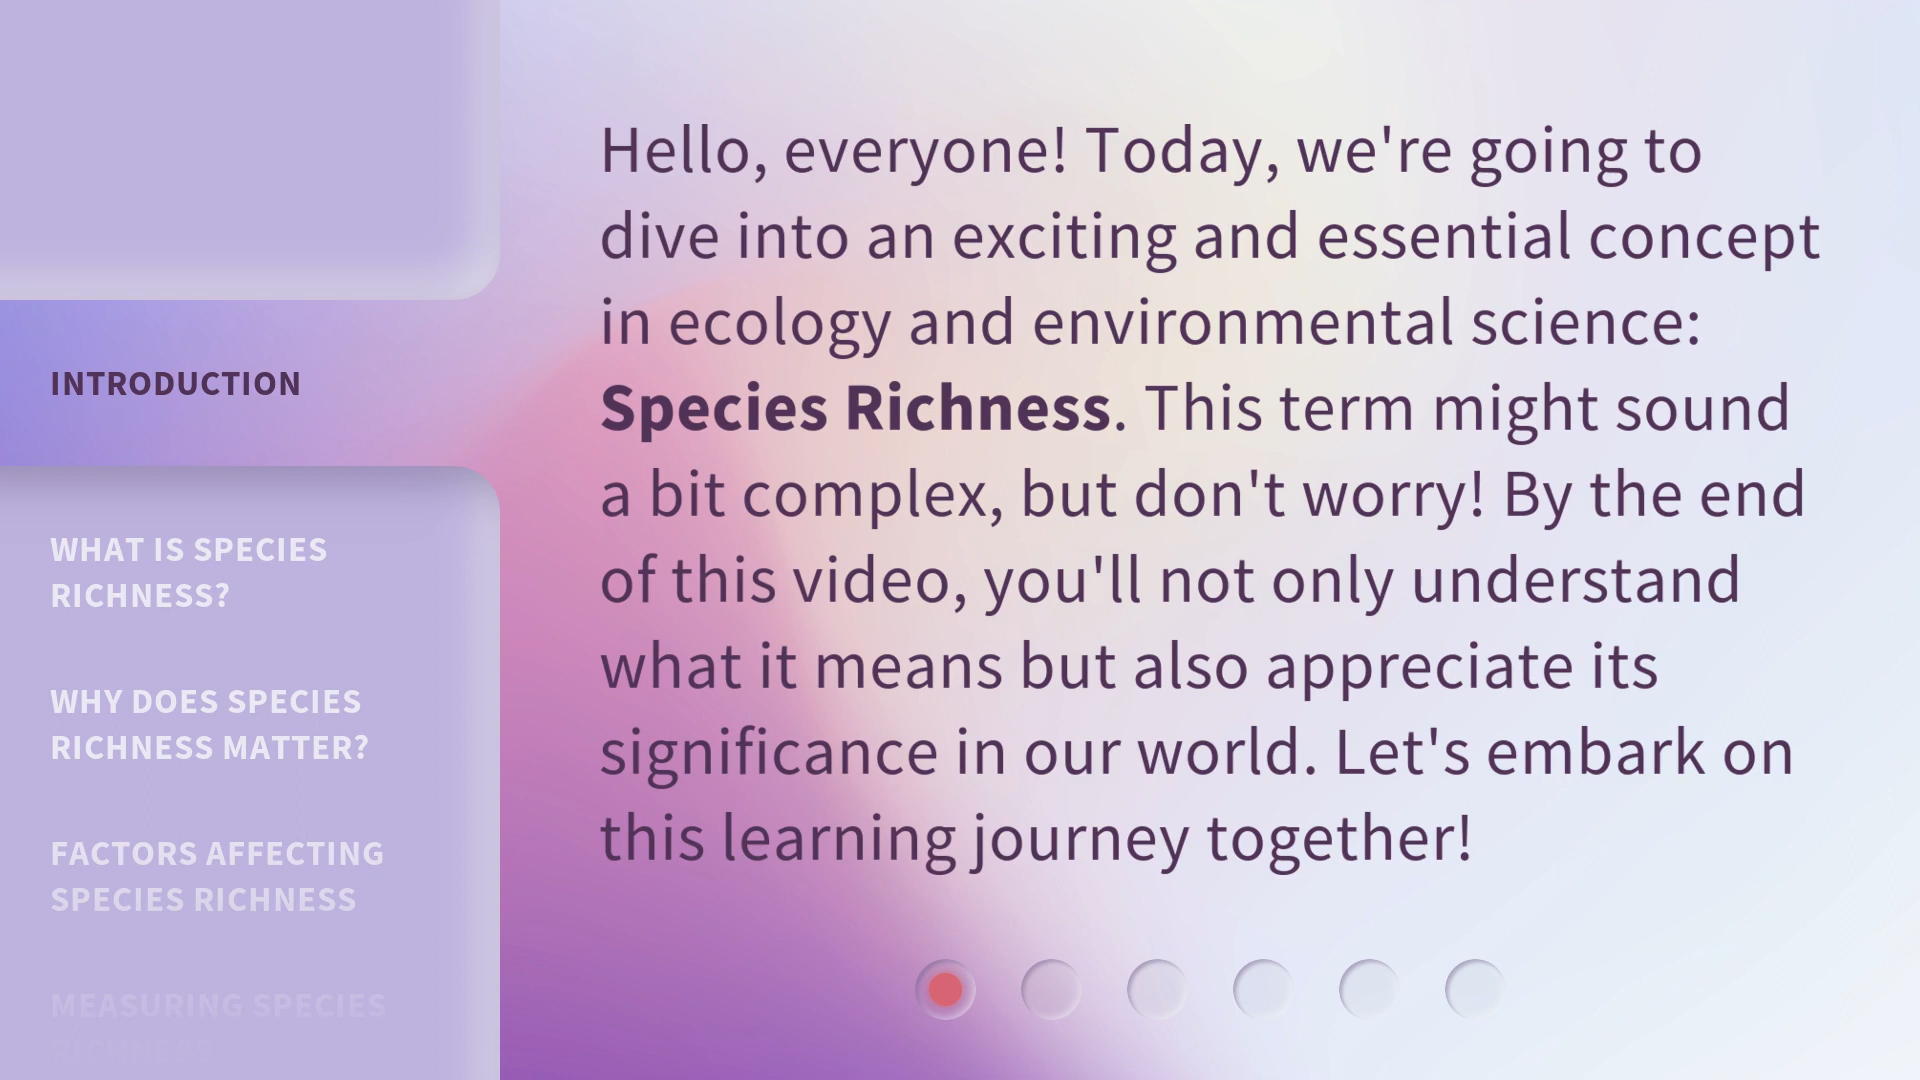 INTRODUCTION
WHAT IS SPECIES
RICHNESS?
WHY DOES SPECIES
RICHNESS MATTER?
FACTORS AFFECTING
SPECIES RICHNESS
MEASURING SPECIES
RICHNESS
Hello, everyone! Today, we're going to
dive into an exciting and essential concept
in ecology and environmental science:
Species Richness. This term might sound
a bit complex, but don't worry! By the end
of this video, you'll not only understand
what it means but also appreciate its
significance in our world. Let's embark on
this learning journey together!